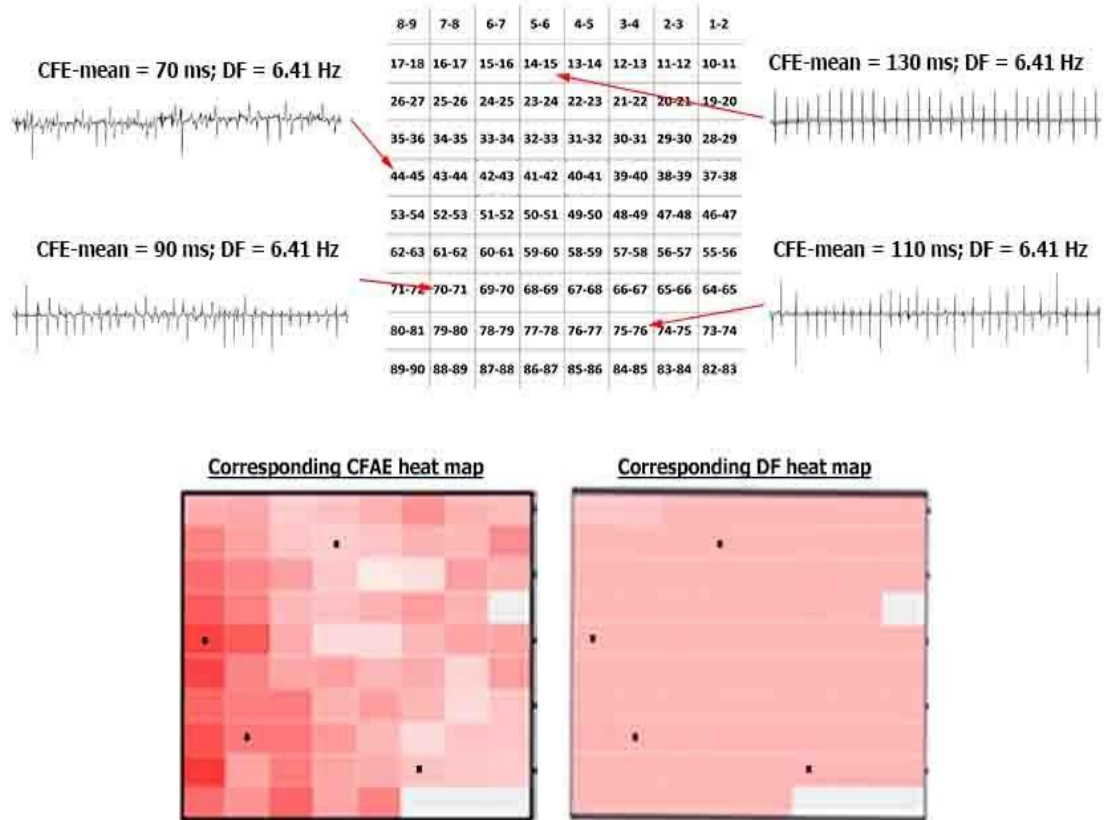 8-9 7-8 6-7 5-6 4-5 3-4 2-3 1-2
17-18 16-17 15-16 14-15 13-14 12-13 11-12 10-11
26-27 25-26 24-25 23-24 22-23 21-22 20-21 19-20
35-36 34-35 33-34 32-33 31-32 30-31 29-30 28-29
44-45 43-44 42-43 41-42 40-41 39-40 38-39 37-38
53-54 52-53 51-52 50-51 49-50 48-49 47-48 46-47
62-63 61-62 60-61 59-60 58-59 57-58 56-57 55-56
71-72 70-71 69-70 68-69 67-68 66-67 65-66 64-65
80-81 79-80 78-79 77-78 76-77 75-76 74-75 73-74
89-90 88-89 87-88 86-87 85-86 84-85 83-84 82-83
CFE-mean = 70 ms; DF = 6.41 Hz
CFE-mean = 130 ms; DF = 6.41 Hz
CFE-mean = 90 ms; DF = 6.41 Hz
CFE-mean = 110 ms; DF = 6.41 Hz
Corresponding CFAE heat map
Corresponding DF heat map